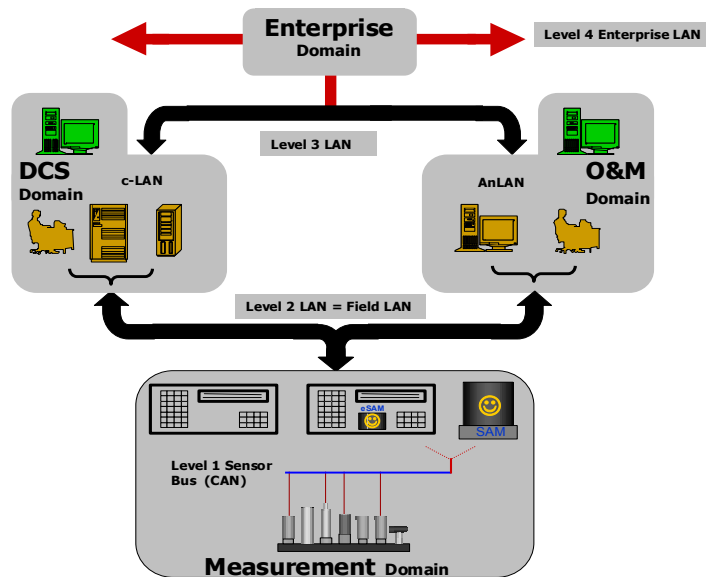 Enterprise
Domain
Level 4 Enterprise LAN
Level 3 LAN
DCS
Domain
c-LAN
AnLAN
O&M
Domain
Level 2 LAN = Field LAN
eSAM
SAM
Level 1 Sensor
Bus (CAN)
Measurement Domain